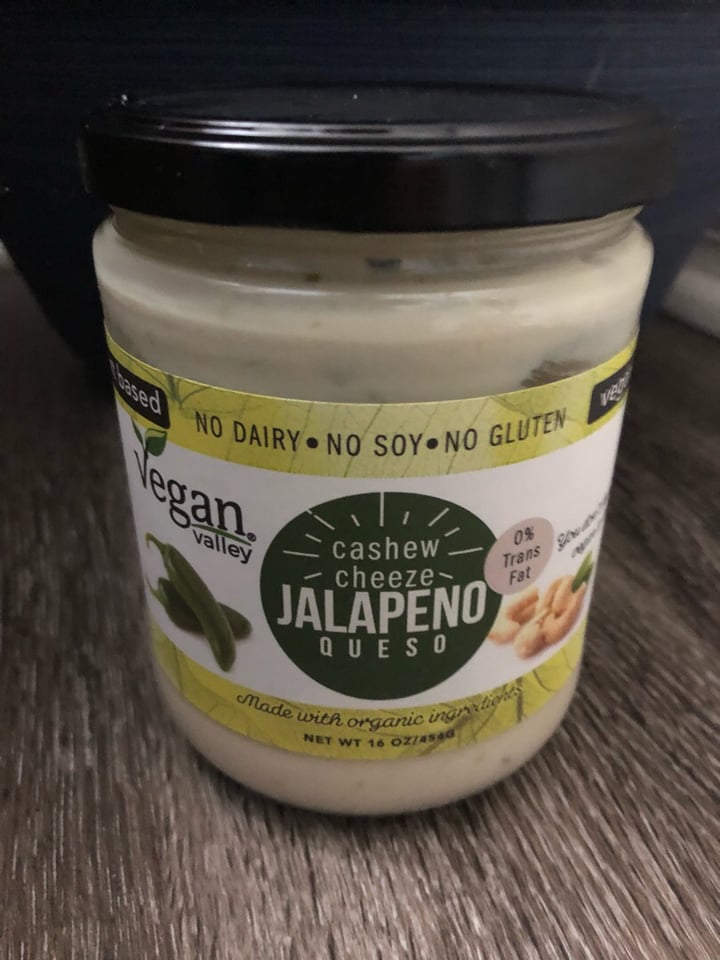 based
NO DAIRY • NO SOY • NO GLUTEN
Vegan
valley®
cashew
cheeze
JALAPENO
QUESO
0%
Trans
Fat
Made with organic ingredients
NET WT 16 OZ/454G